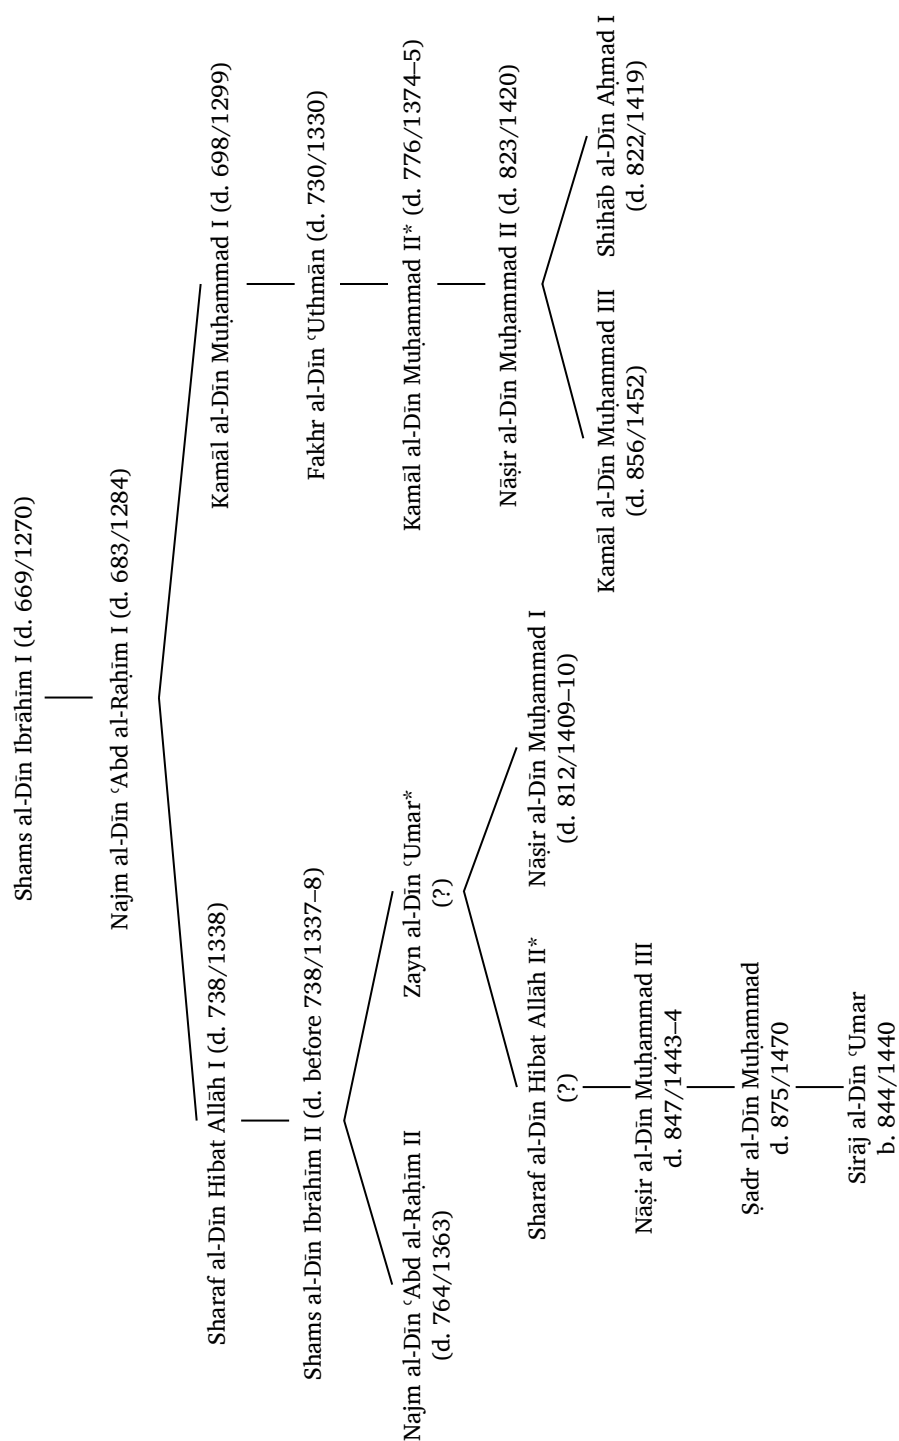 Shams al-Dīn Ibrāhīm I (d. 669/1270)
Najm al-Dīn ʿAbd al-Raḥīm I (d. 683/1284)
Sharaf al-Dīn Hibat Allāh I (d. 738/1338)
Kamāl al-Dīn Muḥammad I (d. 698/1299)
Shams al-Dīn Ibrāhīm II (d. before 738/1337–8)
Fakhr al-Dīn ʿUthmān (d. 730/1330)
Najm al-Dīn ʿAbd al-Raḥīm II
(d. 764/1363)
Zayn al-Dīn ʿUmar*
(?)
Kamāl al-Dīn Muḥammad II* (d. 776/1374–5)
Sharaf al-Dīn Hibat Allāh II*
(?)
Nāṣir al-Dīn Muḥammad I
(d. 812/1409–10)
Nāṣir al-Dīn Muḥammad II (d. 823/1420)
Kamāl al-Dīn Muḥammad III
(d. 856/1452)
Shihāb al-Dīn Aḥmad I
(d. 822/1419)
Nāṣir al-Dīn Muḥammad III
d. 847/1443–4
Ṣadr al-Dīn Muḥammad
d. 875/1470
Sirāj al-Dīn ʿUmar
b. 844/1440